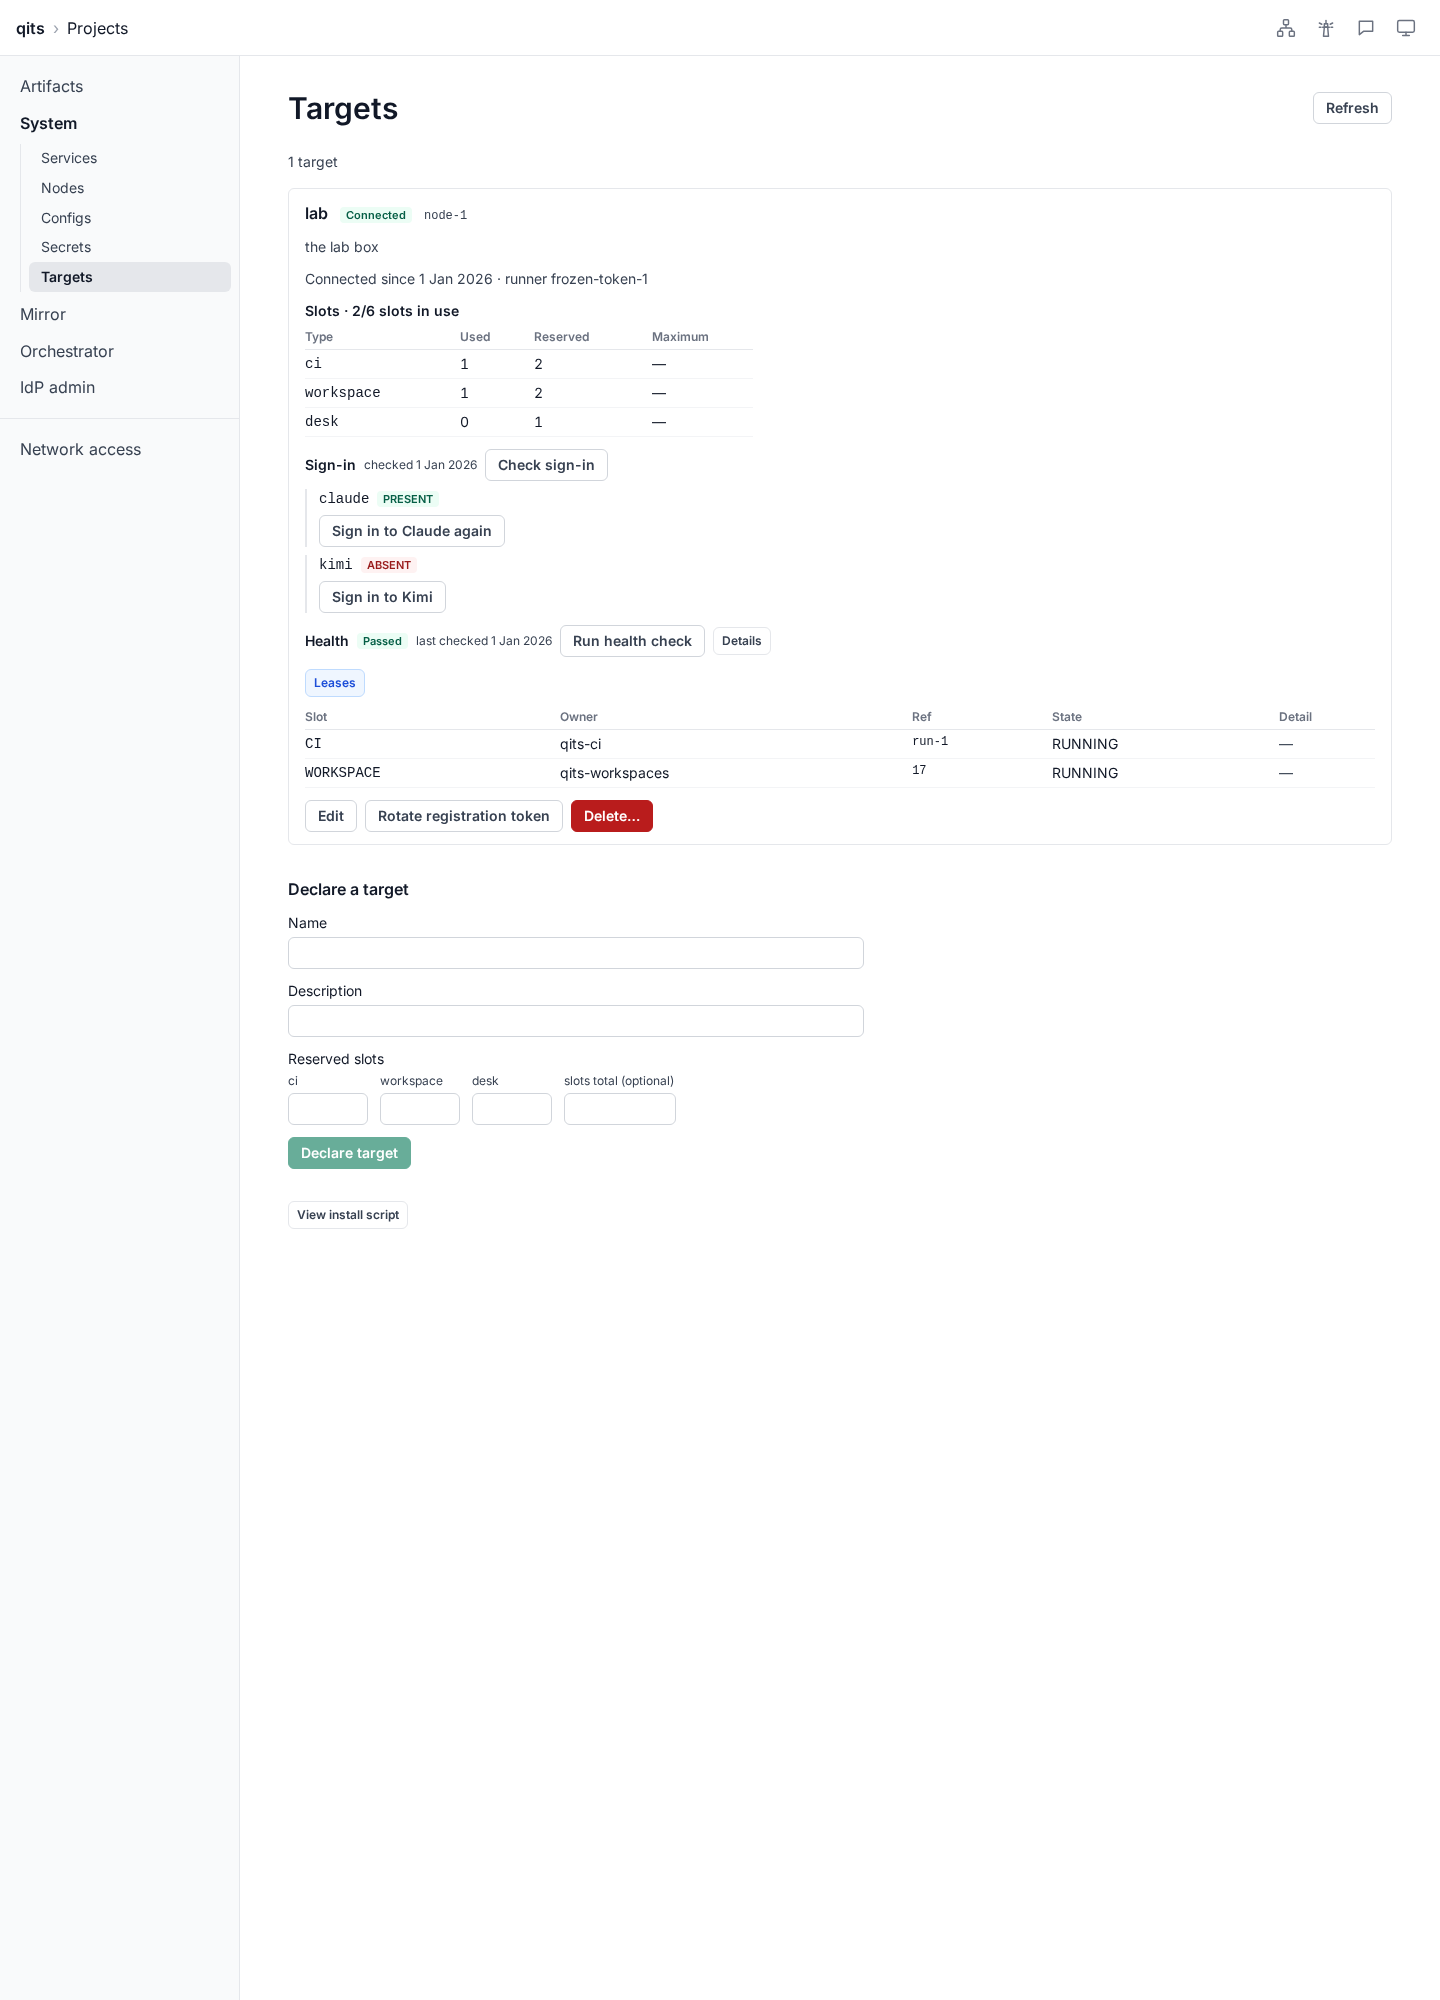 qits › Projects
Artifacts
System
Services
Nodes
Configs
Secrets
Targets
Mirror
Orchestrator
IdP admin
Network access
Targets
Refresh
1 target
lab Connected node-1
the lab box
Connected since 1 Jan 2026 · runner frozen-token-1
Slots · 2/6 slots in use
Type Used Reserved Maximum
ci 1 2 —
workspace 1 2 —
desk 0 1 —
Sign-in checked 1 Jan 2026 Check sign-in
claude PRESENT
Sign in to Claude again
kimi ABSENT
Sign in to Kimi
Health Passed last checked 1 Jan 2026 Run health check Details
Leases
Slot Owner Ref State Detail
CI qits-ci run-1 RUNNING —
WORKSPACE qits-workspaces 17 RUNNING —
Edit Rotate registration token Delete…
Declare a target
Name
Description
Reserved slots
ci workspace desk slots total (optional)
Declare target
View install script